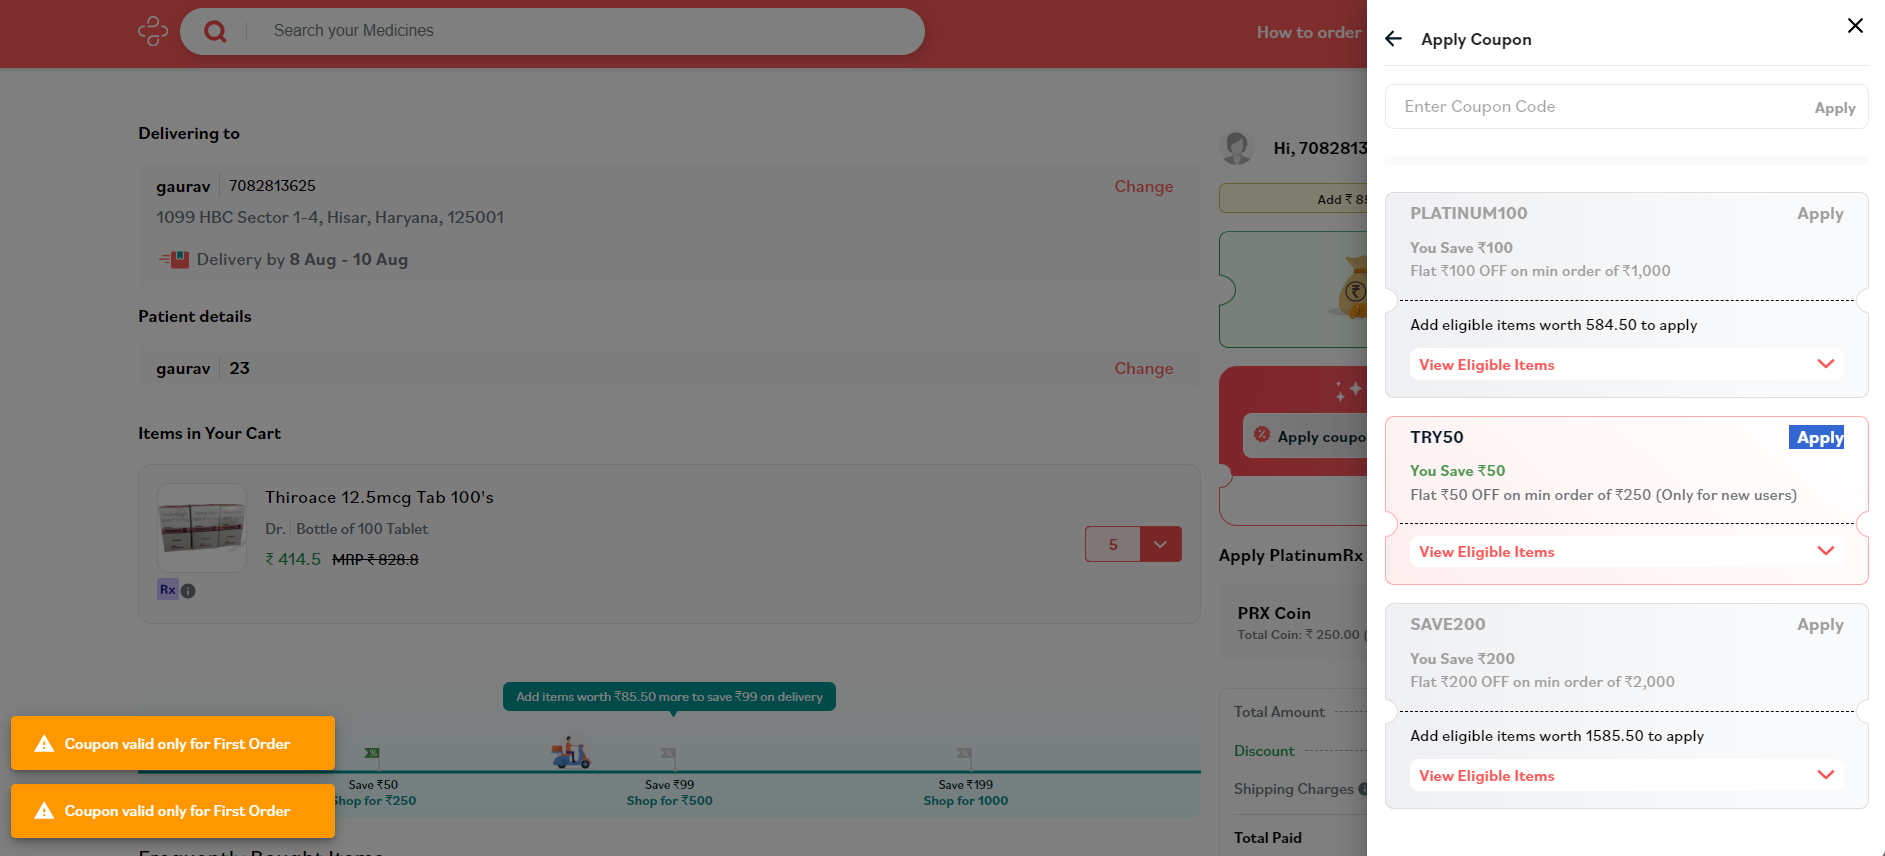 Search your Medicines
How to order
Delivering to
gaurav 7082813625
Change
1099 HBC Sector 1-4, Hisar, Haryana, 125001
Delivery by 8 Aug - 10 Aug
Patient details
gaurav 23
Change
Items in Your Cart
Thiroace 12.5mcg Tab 100's
Dr. Bottle of 100 Tablet
₹ 414.5 MRP ₹ 828.8
5
Rx
Add items worth ₹85.50 more to save ₹99 on delivery
Save ₹50
Shop for ₹250
Save ₹99
Shop for ₹500
Save ₹199
Shop for 1000
Coupon valid only for First Order
Coupon valid only for First Order
Frequently Bought Items
Hi, 7082813
Add ₹ 85
Apply coupo
Apply PlatinumRx
PRX Coin
Total Coin: ₹ 250.00 (
Total Amount
Discount
Shipping Charges
Total Paid
Apply Coupon
Enter Coupon Code
Apply
PLATINUM100
Apply
You Save ₹100
Flat ₹100 OFF on min order of ₹1,000
Add eligible items worth 584.50 to apply
View Eligible Items
TRY50
Apply
You Save ₹50
Flat ₹50 OFF on min order of ₹250 (Only for new users)
View Eligible Items
SAVE200
Apply
You Save ₹200
Flat ₹200 OFF on min order of ₹2,000
Add eligible items worth 1585.50 to apply
View Eligible Items